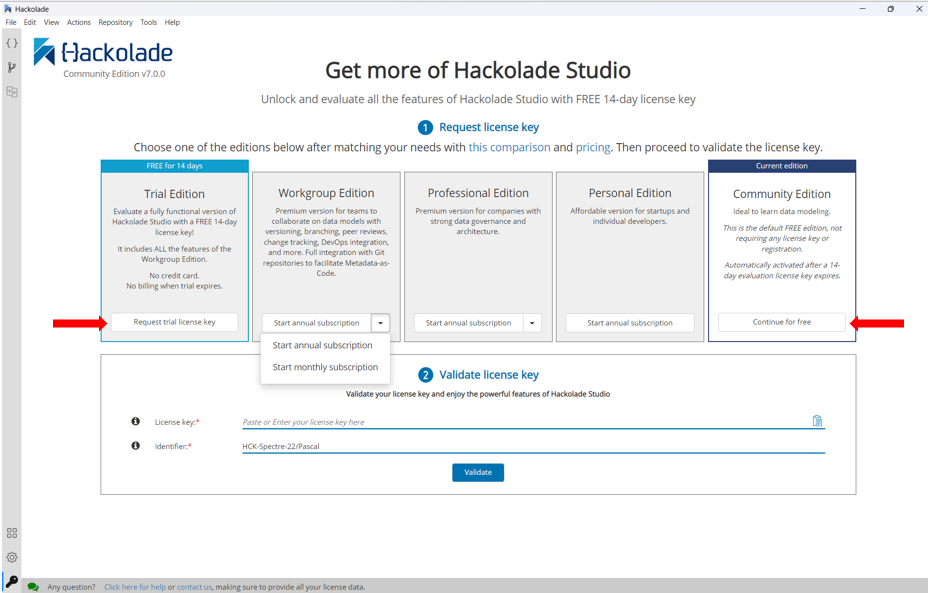 Hackolade
File Edit View Actions Repository Tools Help
Hackolade
Community Edition v7.0.0
Get more of Hackolade Studio
Unlock and evaluate all the features of Hackolade Studio with FREE 14-day license key
1 Request license key
Choose one of the editions below after matching your needs with this comparison and pricing. Then proceed to validate the license key.
FREE for 14 days
Trial Edition
Evaluate a fully functional version of
Hackolade Studio with a FREE 14-day
license key!
It includes ALL the features of the
Workgroup Edition.
No credit card.
No billing when trial expires.
Request trial license key
Workgroup Edition
Premium version for teams to
collaborate on data models with
versioning, branching, peer reviews,
change tracking, DevOps integration,
and more. Full integration with Git
repositories to facilitate Metadata-as-
Code.
Start annual subscription
Start annual subscription
Start monthly subscription
Professional Edition
Premium version for companies with
strong data governance and
architecture.
Start annual subscription
Personal Edition
Affordable version for startups and
individual developers.
Start annual subscription
Current edition
Community Edition
Ideal to learn data modeling.
This is the default FREE edition, not
requiring any license key or
registration.
Automatically activated after a 14-
day evaluation license key expires.
Continue for free
2 Validate license key
Validate your license key and enjoy the powerful features of Hackolade Studio
License key:* Paste or Enter your license key here
Identifier:* HCK-Spectre-22/Pascal
Validate
Any question? Click here for help or contact us, making sure to provide all your license data.